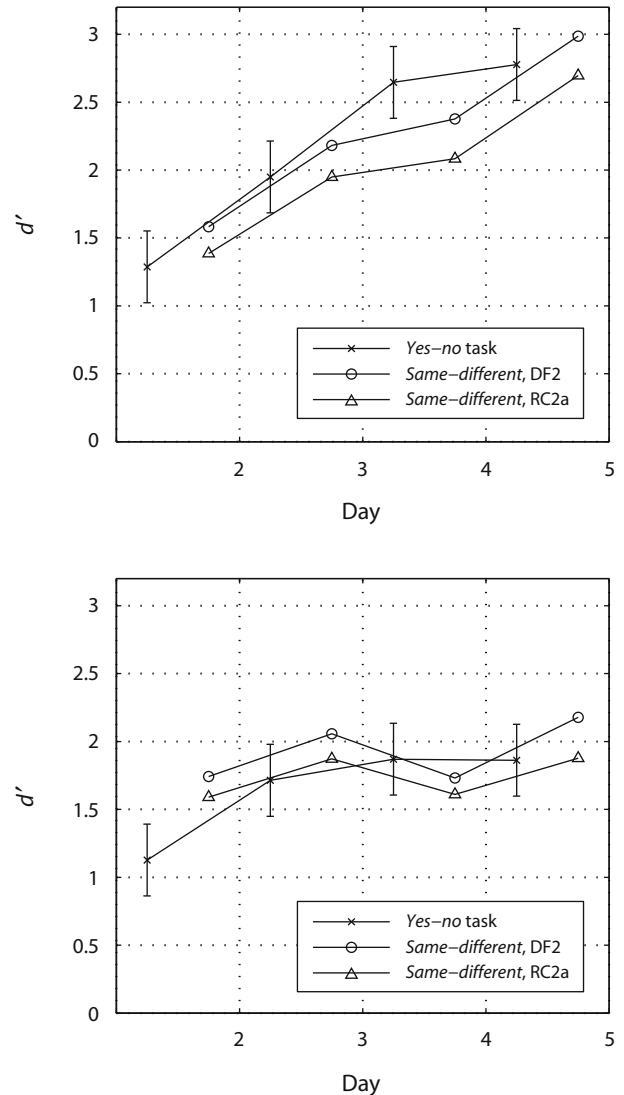 3
2.5
2
d′
1.5
1
Yes–no task
0.5
Same–different, DF2
Same–different, RC2a
0
2 3 4 5
Day
3
2.5
2
d′
1.5
1
Yes–no task
0.5
Same–different, DF2
Same–different, RC2a
0
2 3 4 5
Day